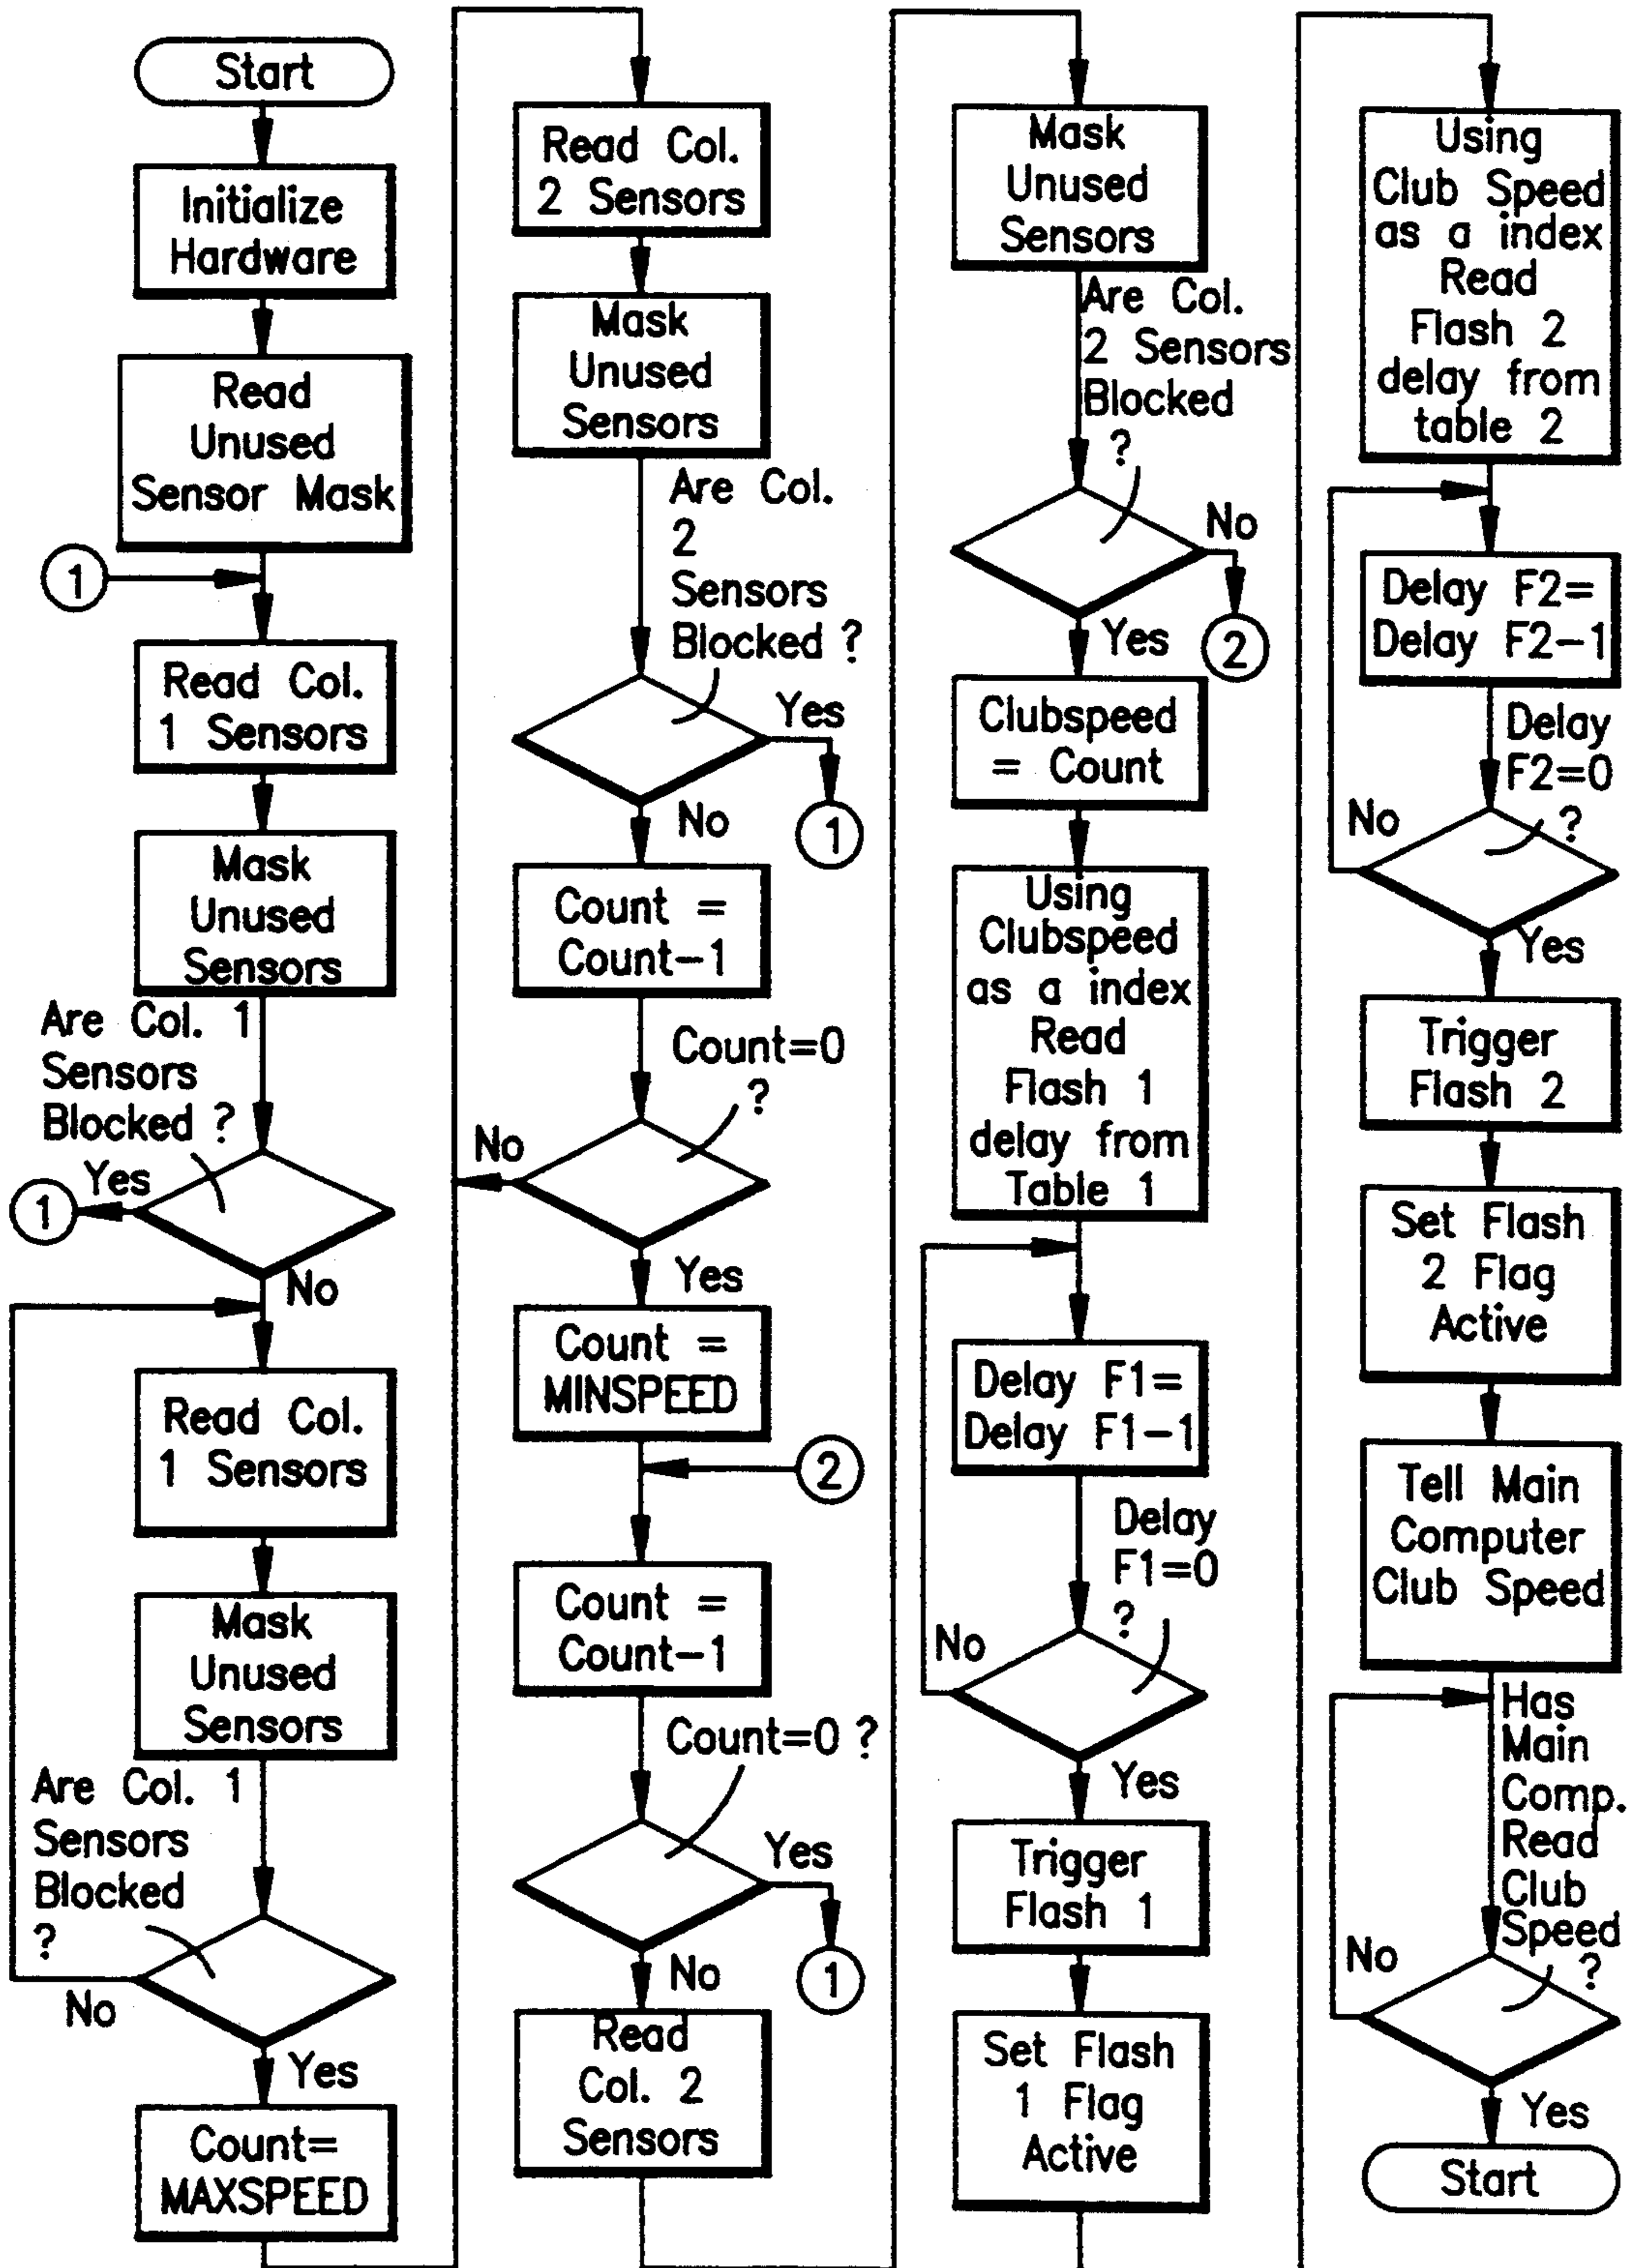 Start
Initialize
Hardware
Read
Unused
Sensor Mask
1
Read Col.
1 Sensors
Mask
Unused
Sensors
Are Col. 1
Sensors
Blocked ?
Yes
1
No
Read Col.
1 Sensors
Mask
Unused
Sensors
Are Col. 1
Sensors
Blocked
?
No
Yes
Count=
MAXSPEED
Read Col.
2 Sensors
Mask
Unused
Sensors
Are Col.
2
Sensors
Blocked ?
Yes
1
No
Count =
Count-1
Count=0
?
No
Yes
Count =
MINSPEED
2
Count =
Count-1
Count=0 ?
Yes
1
No
Read
Col. 2
Sensors
Mask
Unused
Sensors
Are Col.
2 Sensors
Blocked
?
No
2
Yes
Clubspeed
= Count
Using
Clubspeed
as a index
Read
Flash 1
delay from
Table 1
Delay F1=
Delay F1-1
Delay
F1=0
?
No
Yes
Trigger
Flash 1
Set Flash
1 Flag
Active
Using
Club Speed
as a index
Read
Flash 2
delay from
table 2
Delay F2=
Delay F2-1
Delay
F2=0
?
No
Yes
Trigger
Flash 2
Set Flash
2 Flag
Active
Tell Main
Computer
Club Speed
Has
Main
Comp.
Read
Club
Speed
?
No
Yes
Start